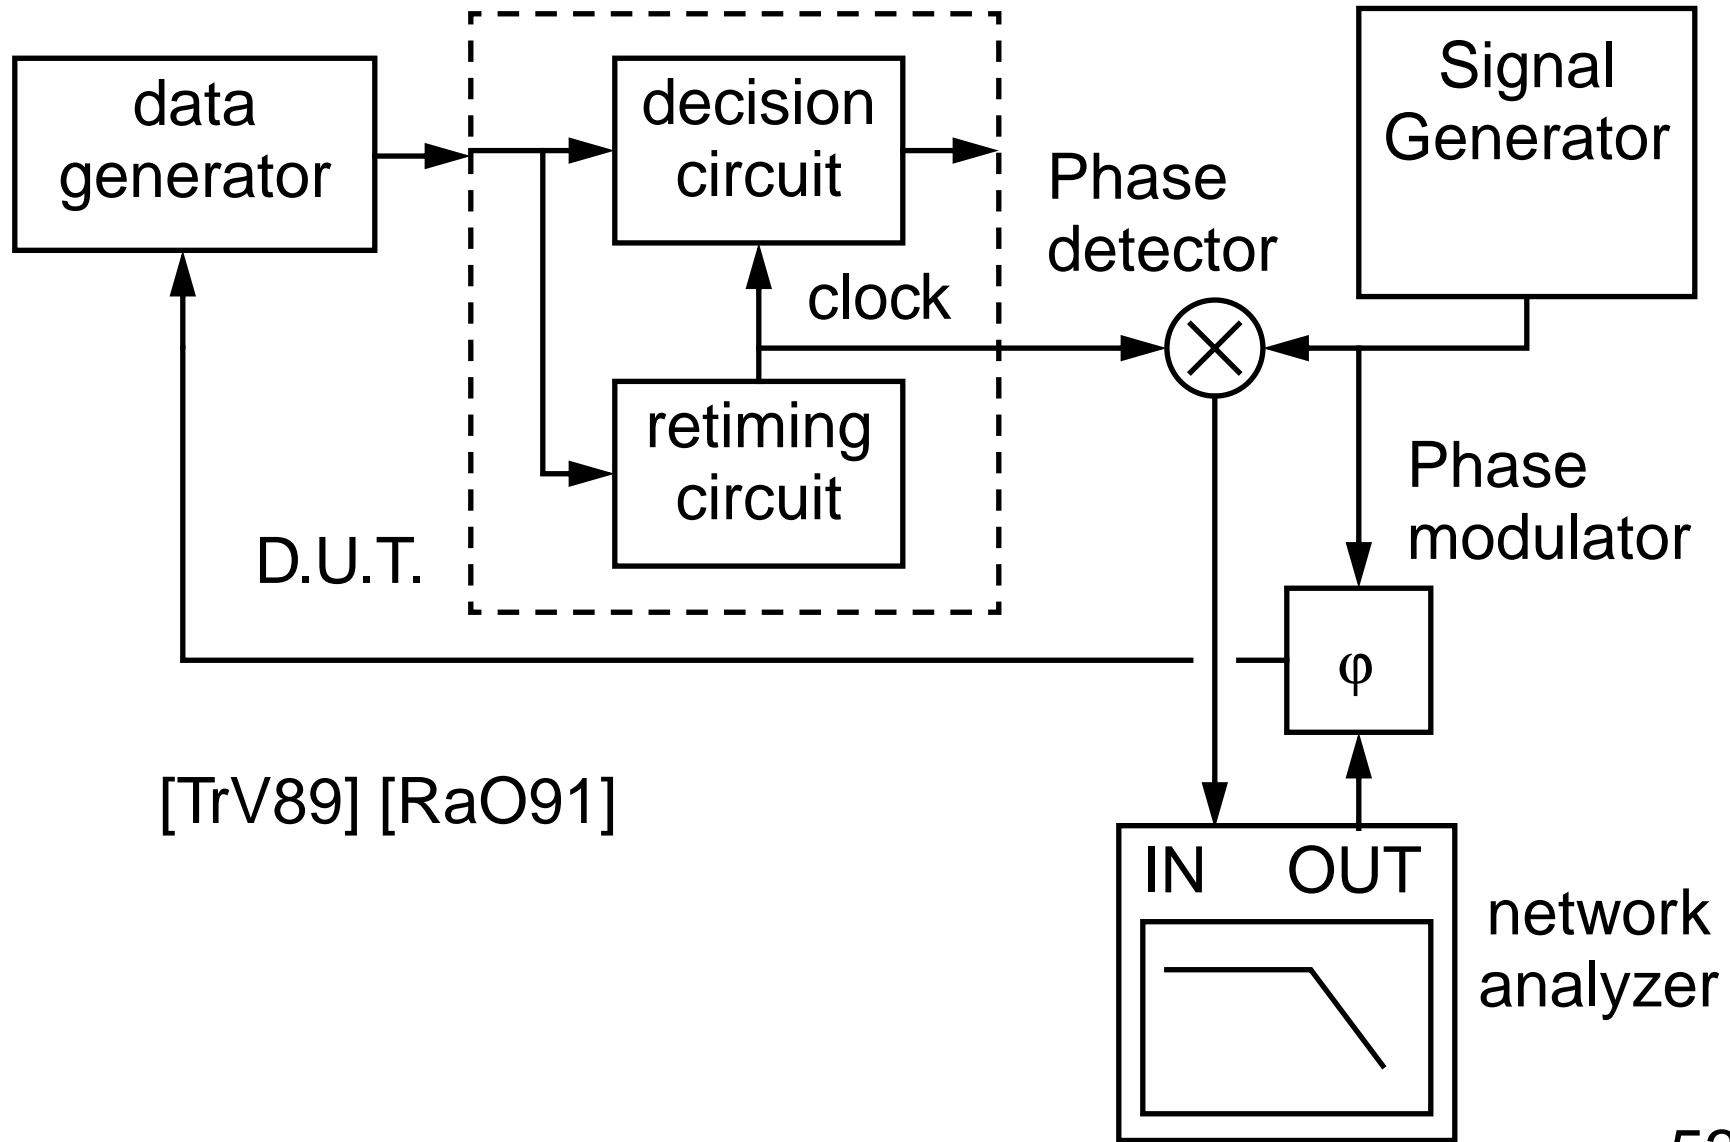 data
generator
decision
circuit
Signal
Generator
Phase
detector
clock
retiming
circuit
D.U.T.
Phase
modulator
φ
[TrV89] [RaO91]
IN OUT
network
analyzer